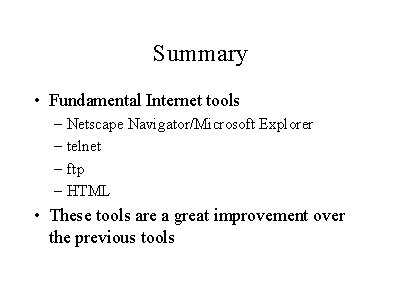 Summary
• Fundamental Internet tools
– Netscape Navigator/Microsoft Explorer
– telnet
– ftp
– HTML
• These tools are a great improvement over
the previous tools